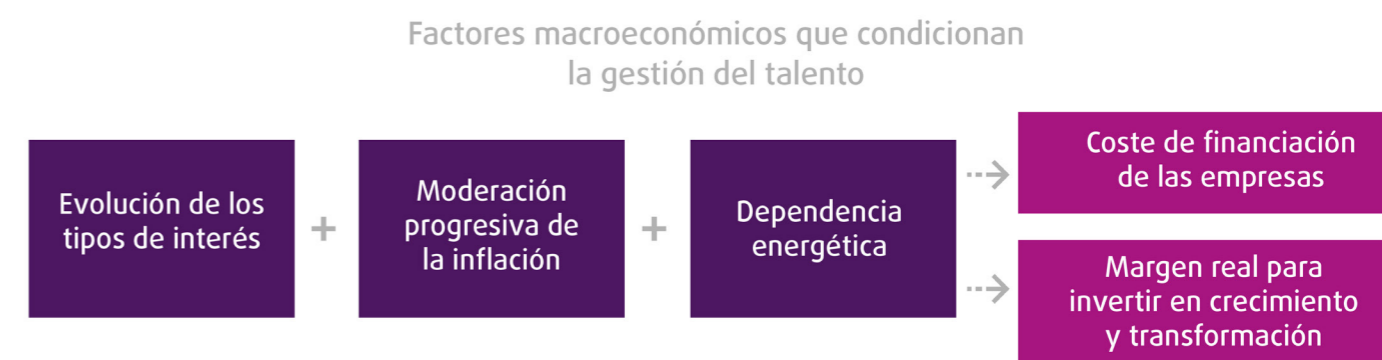 Factores macroeconómicos que condicionan
la gestión del talento
Evolución de los
tipos de interés
+
Moderación
progresiva de
la inflación
+
Dependencia
energética
Coste de financiación
de las empresas
Margen real para
invertir en crecimiento
y transformación